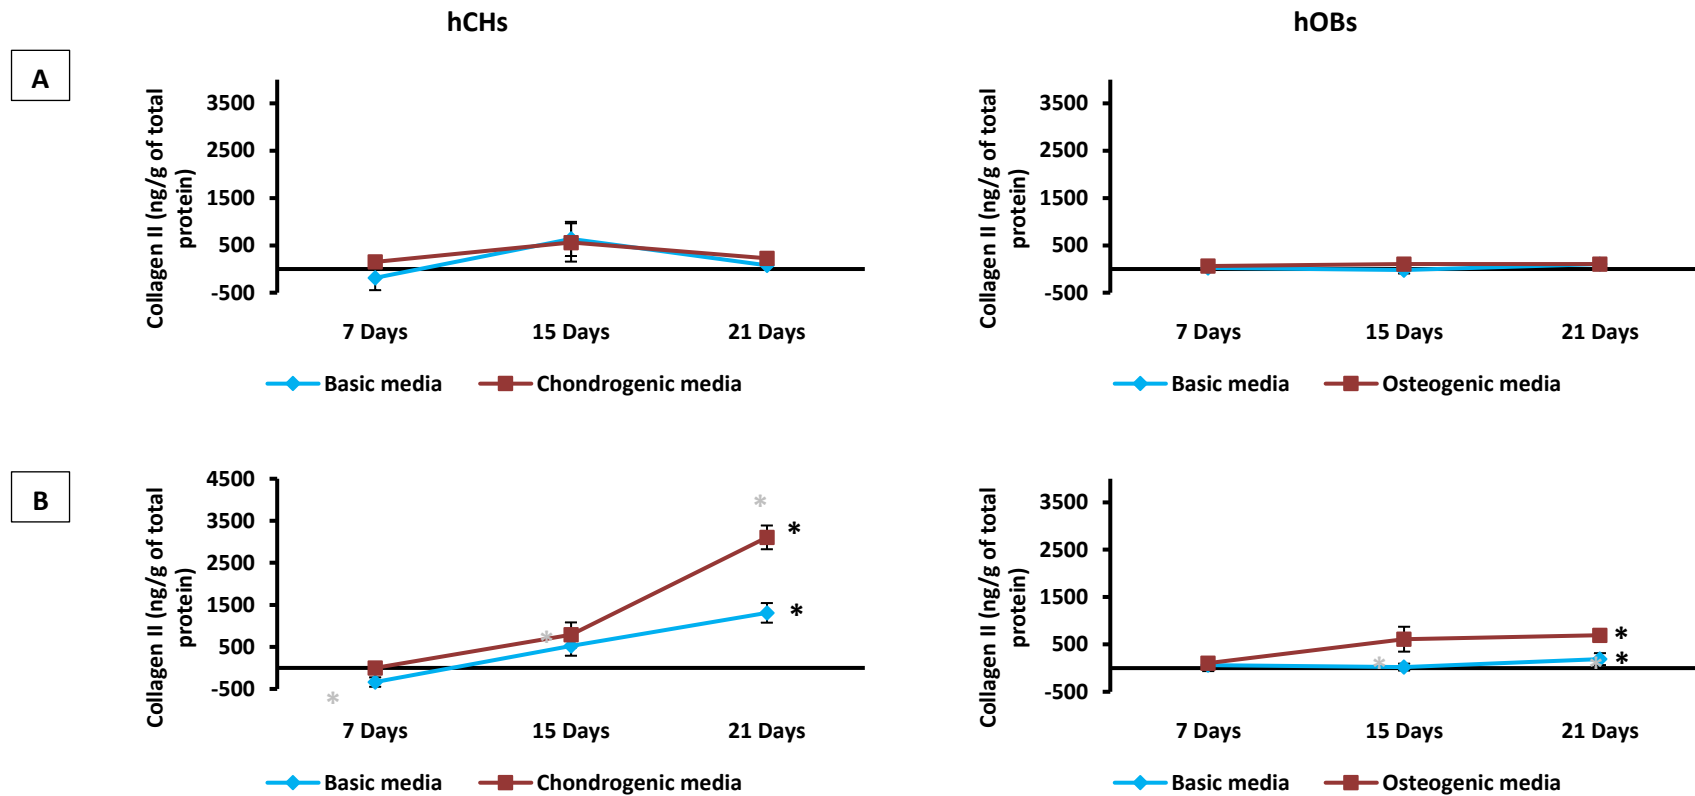 hCHs
hOBs
A
Collagen II (ng/g of total
protein)
3500
2500
1500
500
-500
7 Days
15 Days
21 Days
Basic media
Chondrogenic media
Collagen II (ng/g of total
protein)
3500
2500
1500
500
-500
7 Days
15 Days
21 Days
Basic media
Osteogenic media
B
Collagen II (ng/g of total
protein)
4500
3500
2500
1500
500
-500
*
*
*
*
*
7 Days
15 Days
21 Days
Basic media
Chondrogenic media
Collagen II (ng/g of total
protein)
3500
2500
1500
500
-500
*
*
*
*
7 Days
15 Days
21 Days
Basic media
Osteogenic media